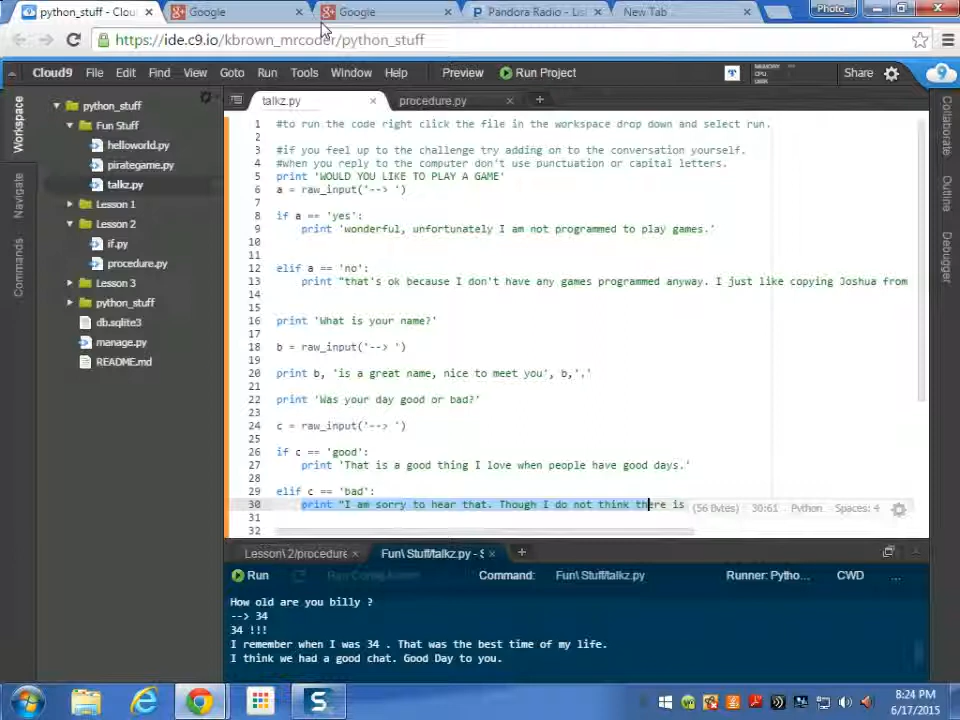 python_stuff - Clou
Google
Google
Pandora Radio - Lis
New Tab
Photo
https://ide.c9.io/kbrown_mrcoder/python_stuff
Cloud9 File Edit Find View Goto Run Tools Window Help Preview Run Project
MEMORY
CPU
DISK
Share
Workspace
Navigate
Commands
python_stuff
Fun Stuff
helloworld.py
pirategame.py
talkz.py
Lesson 1
Lesson 2
if.py
procedure.py
Lesson 3
python_stuff
db.sqlite3
manage.py
README.md
talkz.py
procedure.py
1 #to run the code right click the file in the workspace drop down and select run.
2
3 #if you feel up to the challenge try adding on to the conversation yourself.
4 #when you reply to the computer don't use punctuation or capital letters.
5 print 'WOULD YOU LIKE TO PLAY A GAME'
6 a = raw_input('--> ')
7
8 if a == 'yes':
9 print 'wonderful, unfortunately I am not programmed to play games.'
10
11
12 elif a == 'no':
13 print "that's ok because I don't have any games programmed anyway. I just like copying Joshua from
14
15
16 print 'What is your name?'
17
18 b = raw_input('--> ')
19
20 print b, 'is a great name, nice to meet you', b,'.'
21
22 print 'Was your day good or bad?'
23
24 c = raw_input('--> ')
25
26 if c == 'good':
27 print 'That is a good thing I love when people have good days.'
28
29 elif c == 'bad':
30 print "I am sorry to hear that. Though I do not think there is
31
32
(56 Bytes) 30:61 Python Spaces: 4
Collaborate
Outline
Debugger
Lesson\ 2/procedure
Fun\ Stuff/talkz.py - S
Run
Command: Fun\ Stuff/talkz.py
Runner: Pytho...
CWD
...
How old are you billy ?
--> 34
34 !!!
I remember when I was 34 . That was the best time of my life.
I think we had a good chat. Good Day to you.
8:24 PM
6/17/2015